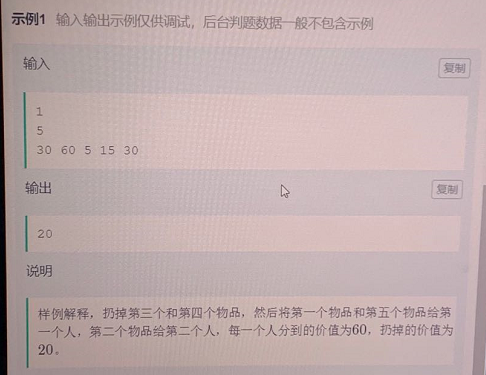 示例1 输入输出示例仅供调试，后台判题数据一般不包含示例
输入
复制
1
5
30 60 5 15 30
输出
复制
20
说明
样例解释，扔掉第三个和第四个物品，然后将第一个物品和第五个物品给第
一个人，第二个物品给第二个人，每一个人分到的价值为60，扔掉的价值为
20。